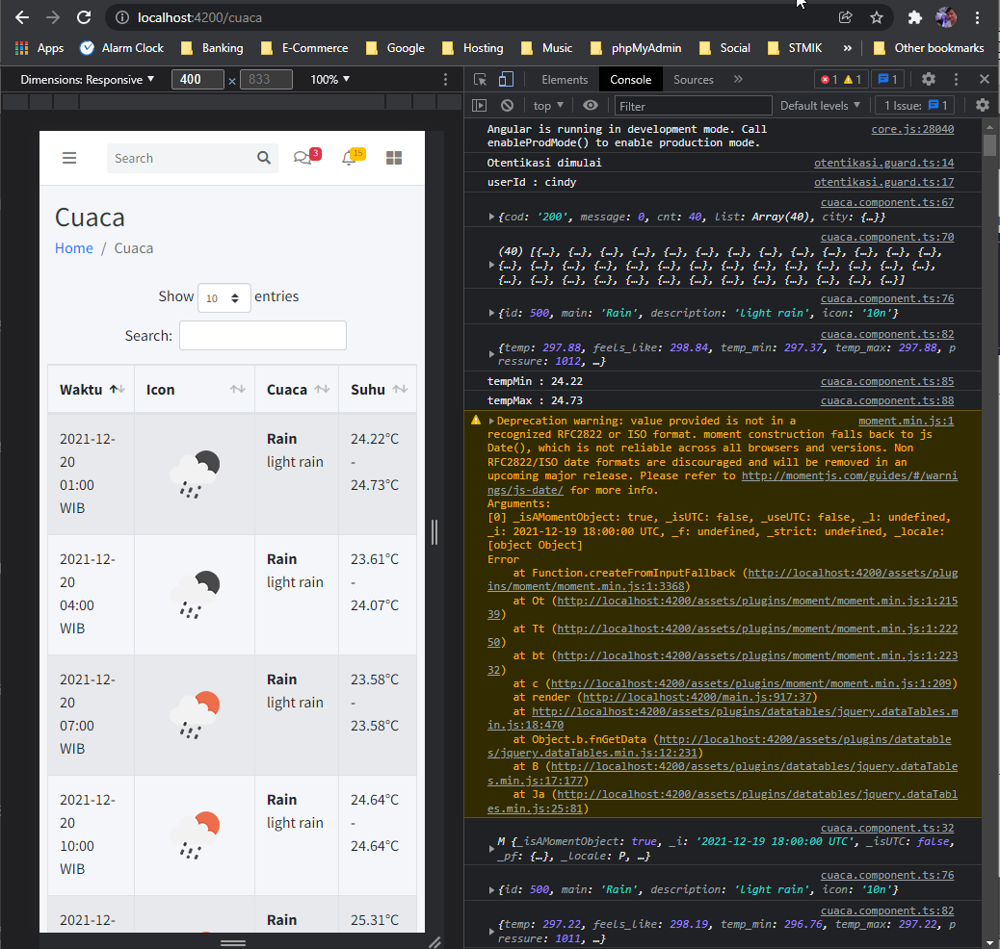 localhost:4200/cuaca
Apps Alarm Clock Banking E-Commerce Google Hosting Music phpMyAdmin Social STMIK » Other bookmarks
Dimensions: Responsive ▼ 400 × 833 100% ▼
Elements Console Sources » 1 1 1
top ▼ Filter Default levels ▼ 1 Issue: 1
Search 3 15
Cuaca
Home / Cuaca
Show 10 entries
Search:
Waktu Icon Cuaca Suhu
2021-12-
20
01:00
WIB
Rain
light rain
24.22°C
-
24.73°C
2021-12-
20
04:00
WIB
Rain
light rain
23.61°C
-
24.07°C
2021-12-
20
07:00
WIB
Rain
light rain
23.58°C
-
23.58°C
2021-12-
20
10:00
WIB
Rain
light rain
24.64°C
-
24.64°C
2021-12-
Rain
25.31°C
Angular is running in development mode. Call core.js:28040
enableProdMode() to enable production mode.
Otentikasi dimulai otentikasi.guard.ts:14
userId : cindy otentikasi.guard.ts:17
cuaca.component.ts:67
{cod: '200', message: 0, cnt: 40, list: Array(40), city: {…}}
cuaca.component.ts:70
(40) [{…}, {…}, {…}, {…}, {…}, {…}, {…}, {…}, {…}, {…}, {…}, {…}, {…},
{…}, {…}, {…}, {…}, {…}, {…}, {…}, {…}, {…}, {…}, {…}, {…}, {…}, {…},
{…}, {…}, {…}, {…}, {…}, {…}, {…}, {…}, {…}, {…}, {…}, {…}, {…}]
cuaca.component.ts:76
{id: 500, main: 'Rain', description: 'light rain', icon: '10n'}
cuaca.component.ts:82
{temp: 297.88, feels_like: 298.84, temp_min: 297.37, temp_max: 297.88, p
ressure: 1012, …}
tempMin : 24.22 cuaca.component.ts:85
tempMax : 24.73 cuaca.component.ts:88
Deprecation warning: value provided is not in a moment.min.js:1
recognized RFC2822 or ISO format. moment construction falls back to js
Date(), which is not reliable across all browsers and versions. Non
RFC2822/ISO date formats are discouraged and will be removed in an
upcoming major release. Please refer to http://momentjs.com/guides/#/warni
ngs/js-date/ for more info.
Arguments:
[0] _isAMomentObject: true, _isUTC: false, _useUTC: false, _l: undefined,
_i: 2021-12-19 18:00:00 UTC, _f: undefined, _strict: undefined, _locale:
[object Object]
Error
at Function.createFromInputFallback (http://localhost:4200/assets/plug
ins/moment/moment.min.js:1:3368)
at Ot (http://localhost:4200/assets/plugins/moment/moment.min.js:1:215
39)
at Tt (http://localhost:4200/assets/plugins/moment/moment.min.js:1:222
50)
at bt (http://localhost:4200/assets/plugins/moment/moment.min.js:1:223
32)
at c (http://localhost:4200/assets/plugins/moment/moment.min.js:1:209)
at render (http://localhost:4200/main.js:917:37)
at http://localhost:4200/assets/plugins/datatables/jquery.dataTables.m
in.js:18:470
at Object.b.fnGetData (http://localhost:4200/assets/plugins/datatable
s/jquery.dataTables.min.js:12:231)
at B (http://localhost:4200/assets/plugins/datatables/jquery.dataTable
s.min.js:17:177)
at Ja (http://localhost:4200/assets/plugins/datatables/jquery.dataTabl
es.min.js:25:81)
cuaca.component.ts:32
M {_isAMomentObject: true, _i: '2021-12-19 18:00:00 UTC', _isUTC: false,
_pf: {…}, _locale: P, …}
cuaca.component.ts:76
{id: 500, main: 'Rain', description: 'light rain', icon: '10n'}
cuaca.component.ts:82
{temp: 297.22, feels_like: 298.19, temp_min: 296.76, temp_max: 297.22, p
ressure: 1011, …}